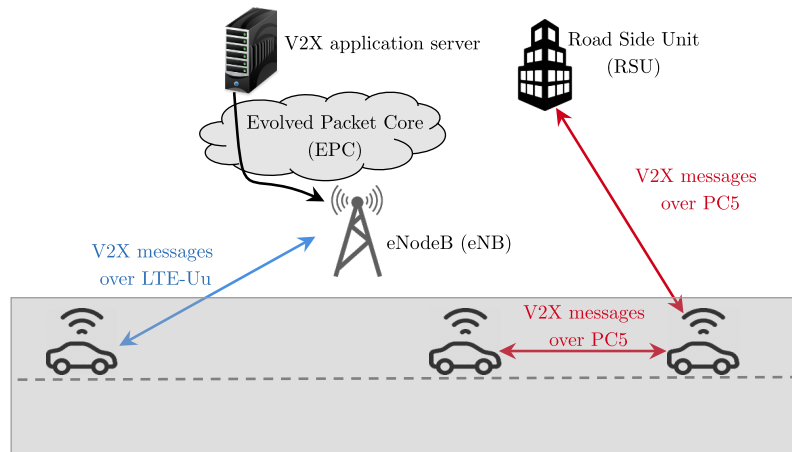 V2X application server
Road Side Unit
(RSU)
Evolved Packet Core
(EPC)
V2X messages
over PC5
eNodeB (eNB)
V2X messages
over LTE-Uu
V2X messages
over PC5